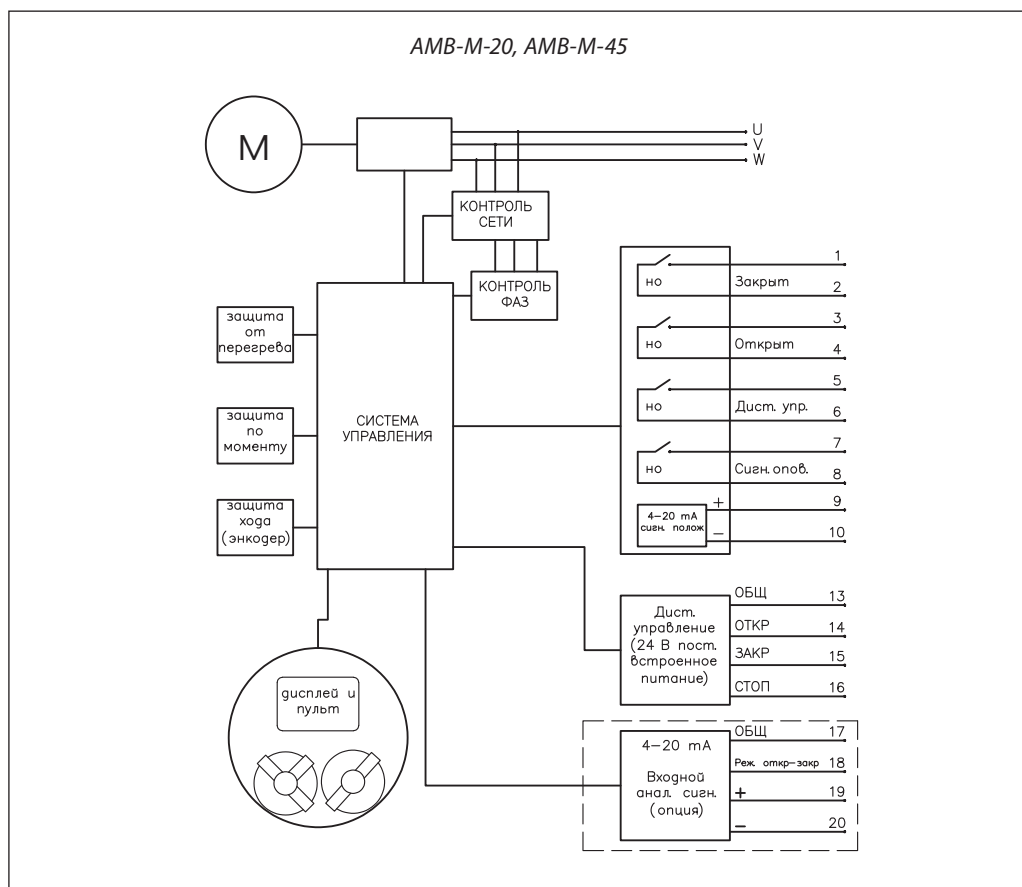 АМВ-М-20, АМВ-М-45
М
U
V
W
КОНТРОЛЬ
СЕТИ
КОНТРОЛЬ
ФАЗ
защита
от
перегрева
защита
по
моменту
защита
хода
(энкодер)
СИСТЕМА
УПРАВЛЕНИЯ
1
НО Закрыт
2
3
НО Открыт
4
5
НО Дист. упр. 6
7
НО Сигн. опов.
8
+ 9
4–20 mA
сигн. полож
– 10
Дист.
управление
(24 В пост.
встроенное
питание)
ОБЩ 13
ОТКР 14
ЗАКР 15
СТОП 16
дисплей и
пульт
4–20 mA
Входной
анал. сигн.
(опция)
ОБЩ 17
Реж. откр–закр 18
+ 19
– 20